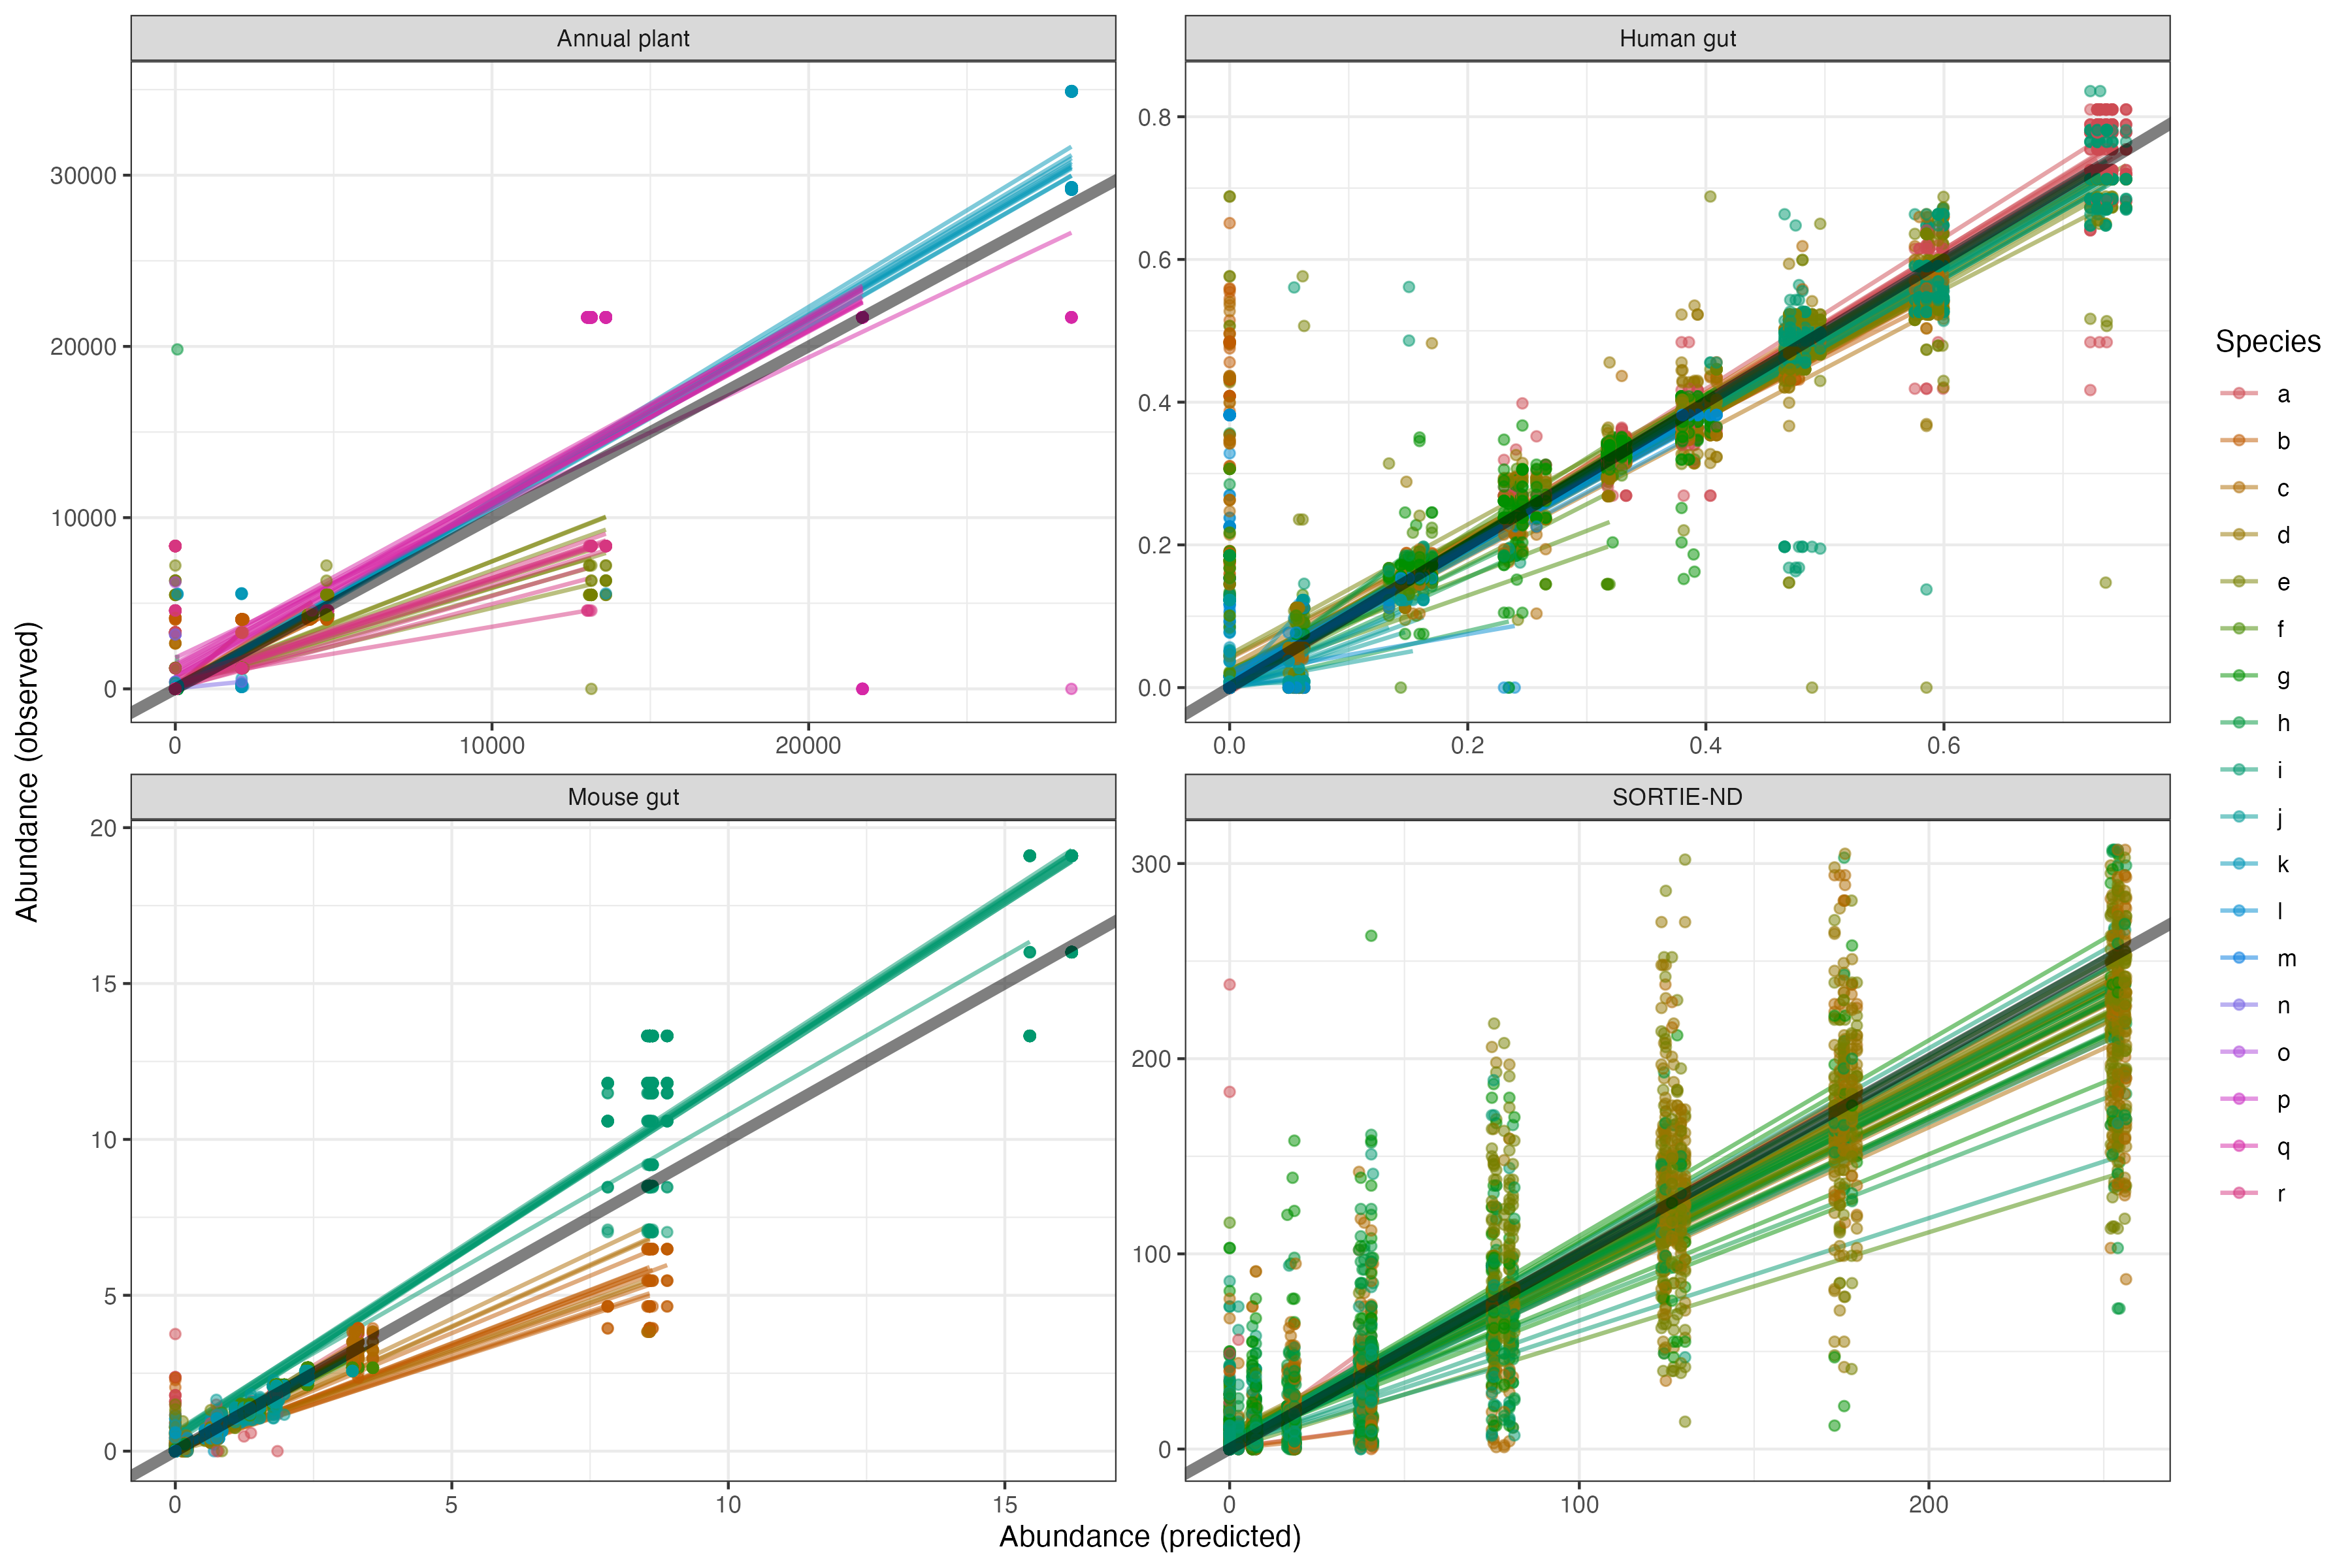 Annual plant
Human gut
30000
20000
10000
0
0 10000 20000
0.8
0.6
0.4
0.2
0.0
0.0 0.2 0.4 0.6
Mouse gut
SORTIE-ND
20
15
10
5
0
0 5 10 15
300
200
100
0
0 100 200
Abundance (observed)
Abundance (predicted)
Species
a
b
c
d
e
f
g
h
i
j
k
l
m
n
o
p
q
r